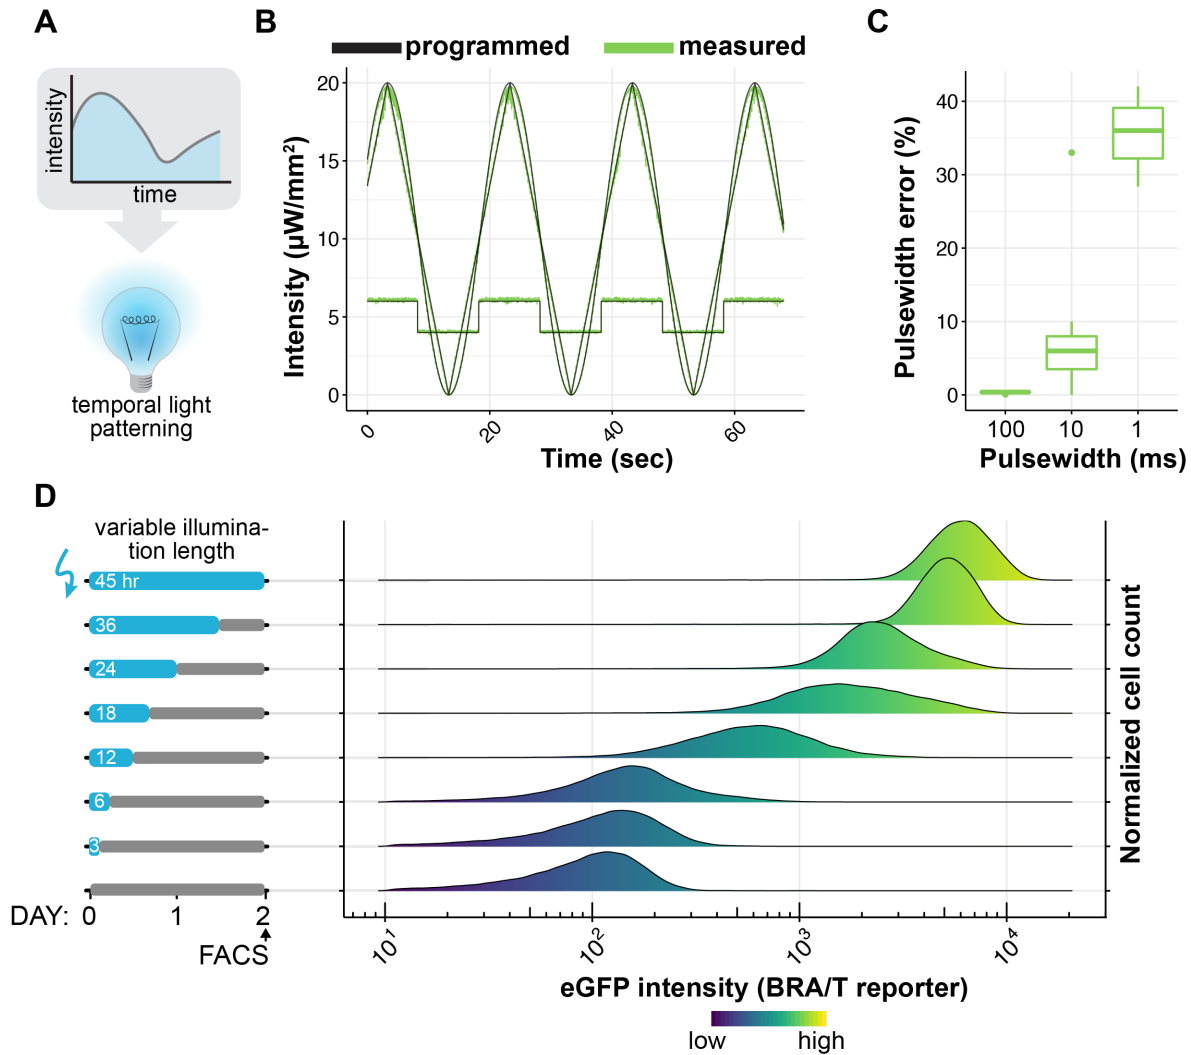 A
intensity
time
temporal light
patterning
B
programmed
measured
Intensity (µW/mm²)
20
15
10
5
0
0
20
40
60
Time (sec)
C
Pulsewidth error (%)
40
30
20
10
0
100
10
1
Pulsewidth (ms)
D
variable illumina-
tion length
45 hr
36
24
18
12
6
3
DAY:
0
1
2
FACS
Normalized cell count
10¹
10²
10³
10⁴
eGFP intensity (BRA/T reporter)
low
high